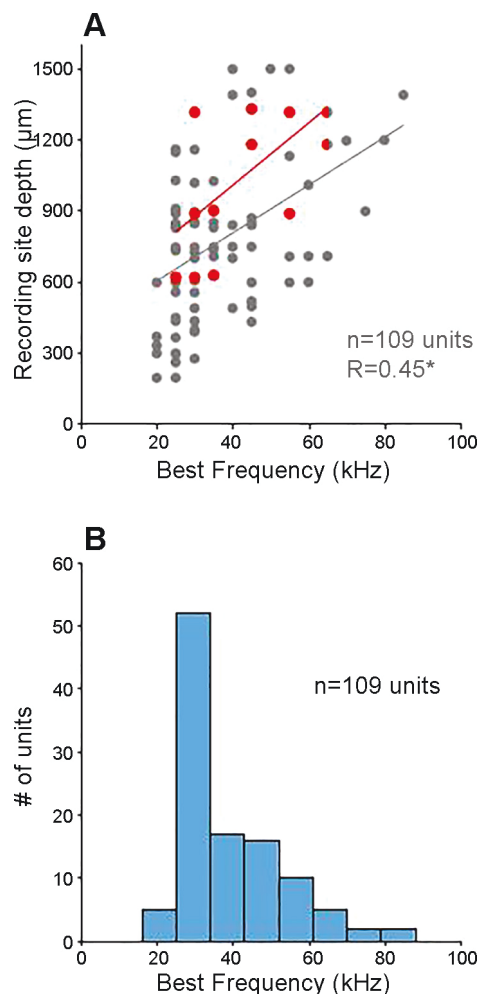 A
Recording site depth (µm)
1500
1200
900
600
300
0
0 20 40 60 80 100
Best Frequency (kHz)
n=109 units
R=0.45*
B
# of units
60
50
40
30
20
10
0
0 20 40 60 80 100
Best Frequency (kHz)
n=109 units